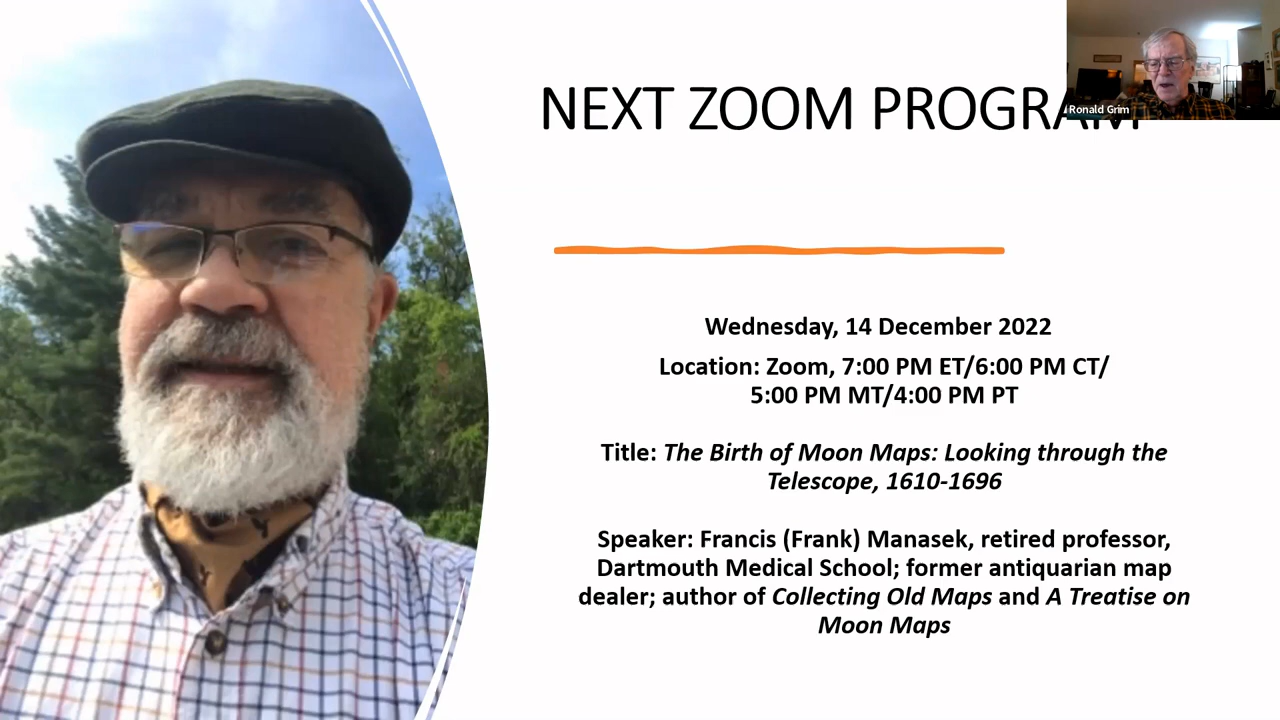 NEXT ZOOM PROGRAM
Ronald Grim
Wednesday, 14 December 2022
Location: Zoom, 7:00 PM ET/6:00 PM CT/
5:00 PM MT/4:00 PM PT
Title: The Birth of Moon Maps: Looking through the
Telescope, 1610-1696
Speaker: Francis (Frank) Manasek, retired professor,
Dartmouth Medical School; former antiquarian map
dealer; author of Collecting Old Maps and A Treatise on
Moon Maps